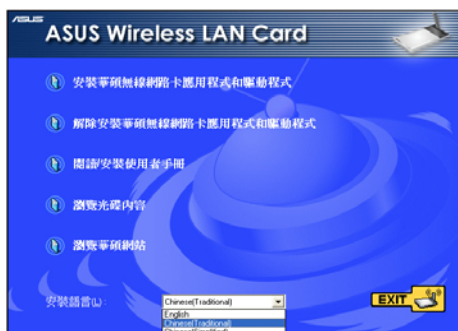 ASUS
ASUS Wireless LAN Card
安裝華碩無線網路卡應用程式和驅動程式
解除安裝華碩無線網路卡應用程式和驅動程式
閱讀/安裝使用者手冊
瀏覽光碟內容
瀏覽華碩網站
安裝語言(L):
Chinese(Traditional)
English
Chinese(Traditional)
EXIT